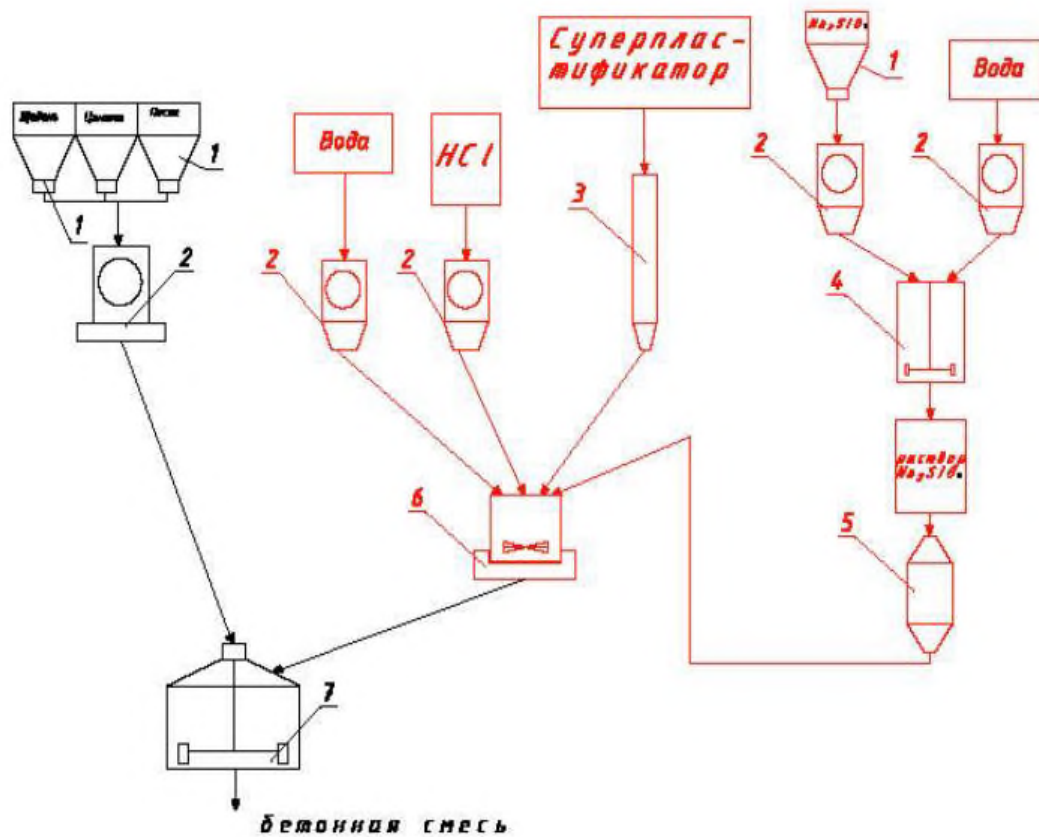 Суперплас-
тификатор
Na₂SiO₃
1
Вода
Щебень Цемент Песок
1
1
2
Вода
HCl
2
2
3
2
2
4
раствор
Na₂SiO₃
5
6
7
бетонная смесь